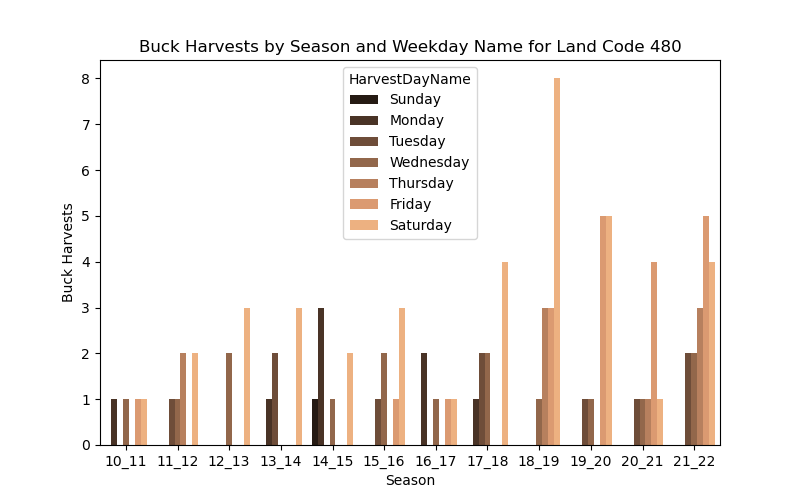 Buck Harvests by Season and Weekday Name for Land Code 480
HarvestDayName
Sunday
Monday
Tuesday
Wednesday
Thursday
Friday
Saturday
8
7
6
5
4
3
2
1
0
Buck Harvests
10_11 11_12 12_13 13_14 14_15 15_16 16_17 17_18 18_19 19_20 20_21 21_22
Season